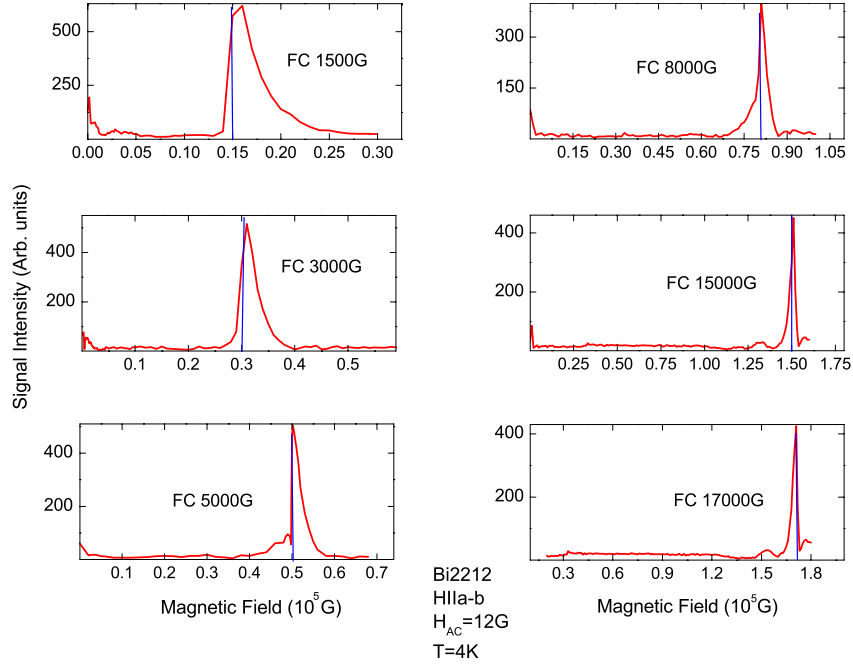 500
250
0.00 0.05 0.10 0.15 0.20 0.25 0.30
FC 1500G
300
150
0.15 0.30 0.45 0.60 0.75 0.90 1.05
FC 8000G
Signal Intensity (Arb. units)
400
200
0.1 0.2 0.3 0.4 0.5
FC 3000G
400
200
0.25 0.50 0.75 1.00 1.25 1.50 1.75
FC 15000G
400
200
0.1 0.2 0.3 0.4 0.5 0.6 0.7
FC 5000G
Magnetic Field (10^5 G)
400
200
0.3 0.6 0.9 1.2 1.5 1.8
FC 17000G
Magnetic Field (10^5 G)
Bi2212
HIIa-b
H_AC=12G
T=4K